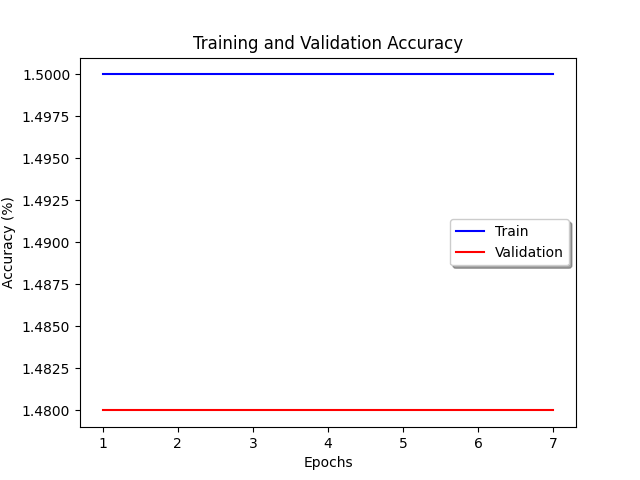 Training and Validation Accuracy
1.5000
1.4975
1.4950
1.4925
1.4900
1.4875
1.4850
1.4825
1.4800
Accuracy (%)
Train
Validation
1 2 3 4 5 6 7
Epochs